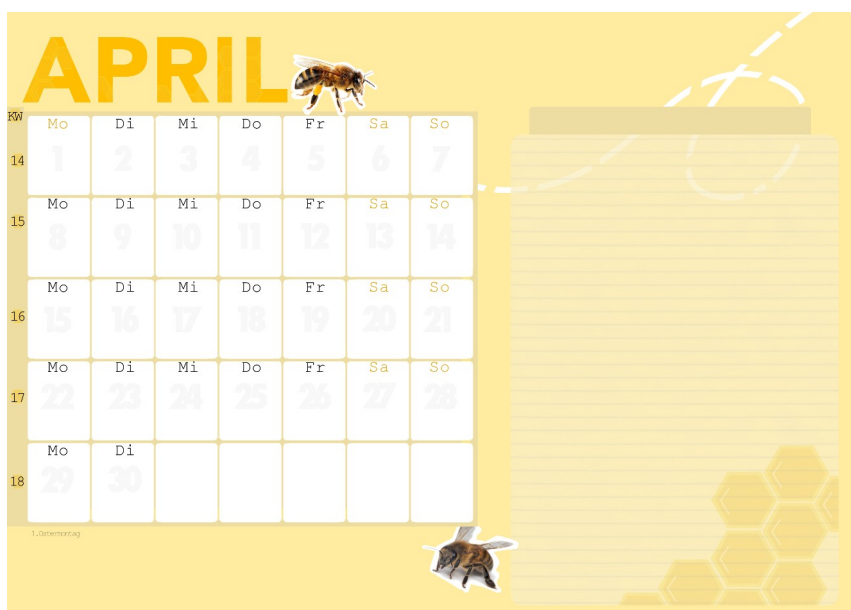 APRIL
KW Mo Di Mi Do Fr Sa So
14 1 2 3 4 5 6 7
Mo Di Mi Do Fr Sa So
15 8 9 10 11 12 13 14
Mo Di Mi Do Fr Sa So
16 15 16 17 18 19 20 21
Mo Di Mi Do Fr Sa So
17 22 23 24 25 26 27 28
Mo Di
18 29 30
1.Ostermontag